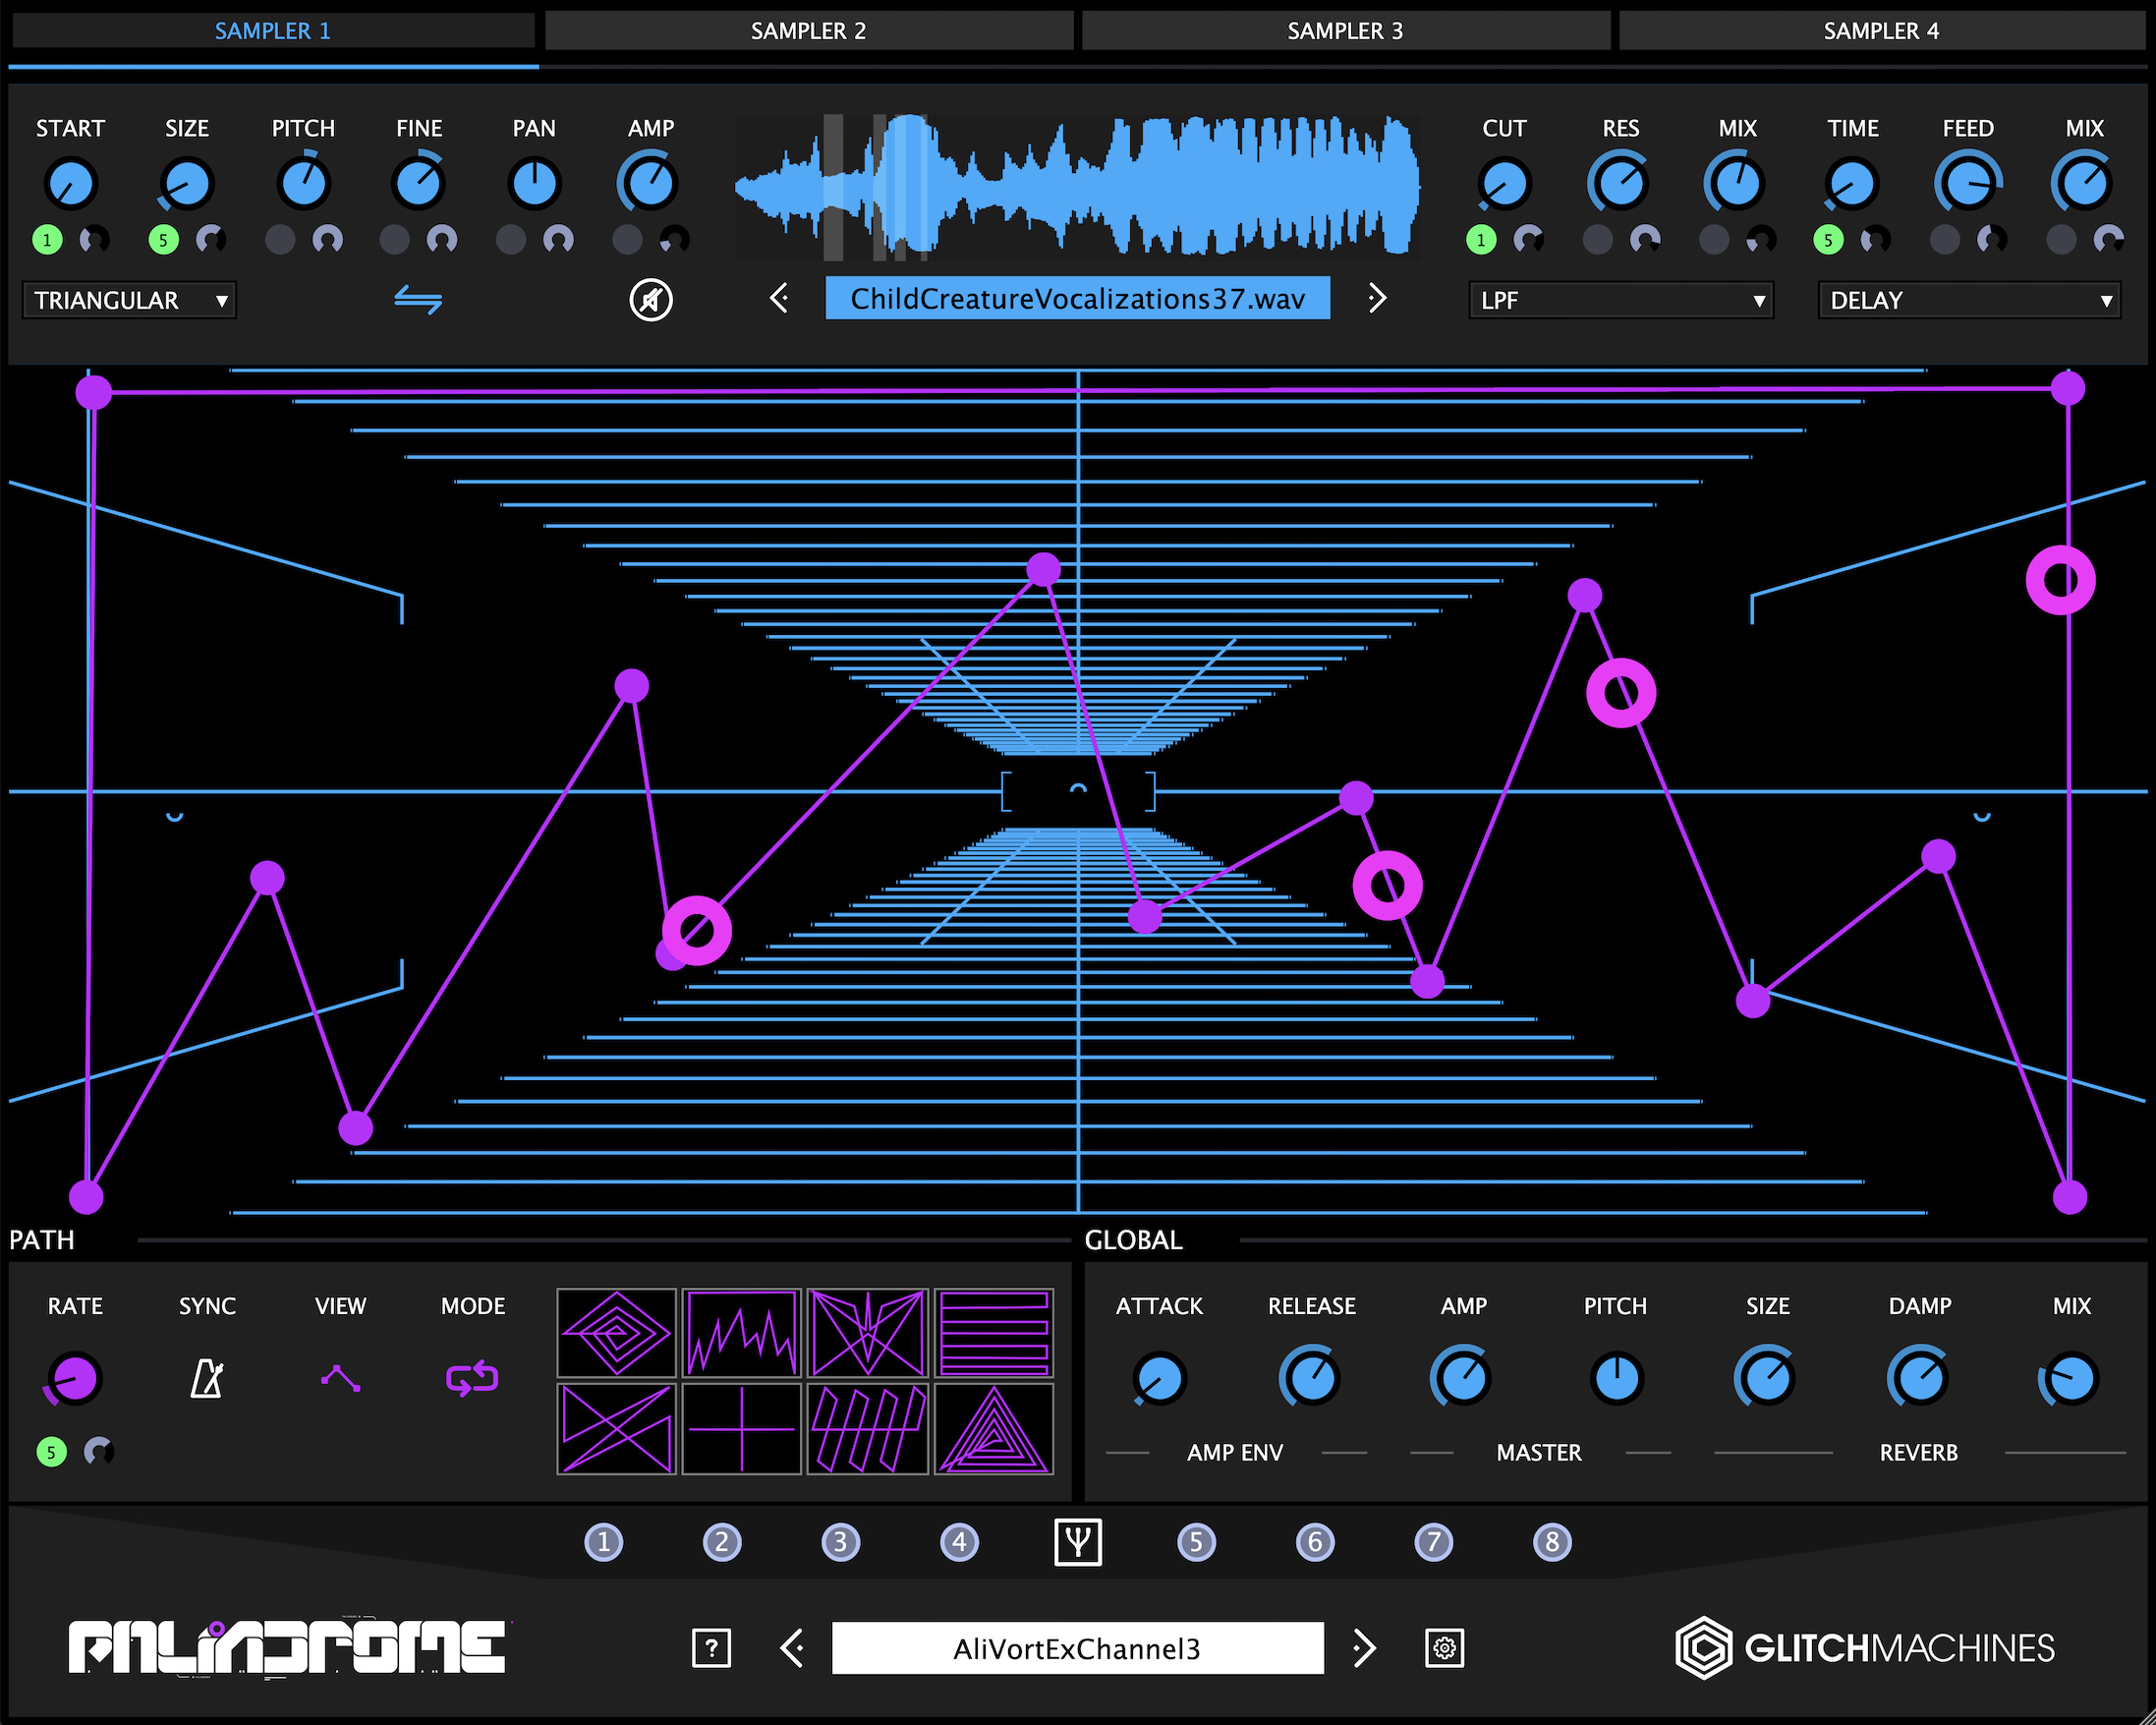 SAMPLER 1 SAMPLER 2 SAMPLER 3 SAMPLER 4
START SIZE PITCH FINE PAN AMP CUT RES MIX TIME FEED MIX
1 5 1 5
TRIANGULAR ChildCreatureVocalizations37.wav LPF DELAY
PATH GLOBAL
RATE SYNC VIEW MODE ATTACK RELEASE AMP PITCH SIZE DAMP MIX
5 AMP ENV MASTER REVERB
1 2 3 4 5 6 7 8
PALINDROME ? AliVortExChannel3 GLITCHMACHINES